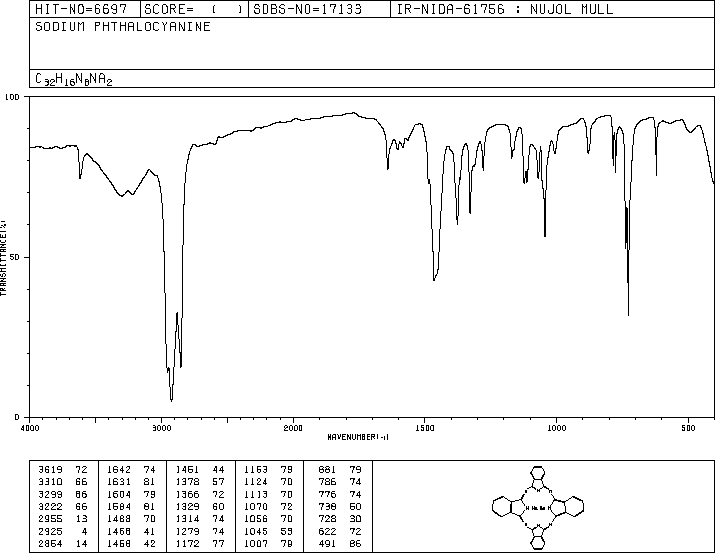 HIT-NO=6697 SCORE= ( ) SDBS-NO=17133 IR-NIDA-61756 : NUJOL MULL
SODIUM PHTHALOCYANINE
C32H16N8NA2
100
50
0
TRANSMITTANCE(%)
4000 3000 2000 1500 1000 500
WAVENUMBER(-1)
3619 72 1642 74 1451 44 1153 79 881 79
3310 66 1631 81 1378 57 1124 70 786 74
3299 66 1604 79 1366 72 1113 70 776 74
3222 66 1584 81 1329 60 1070 72 738 50
2955 13 1488 70 1314 74 1056 70 728 30
2925 4 1468 41 1279 74 1045 53 622 72
2854 14 1458 42 1172 77 1007 79 491 86